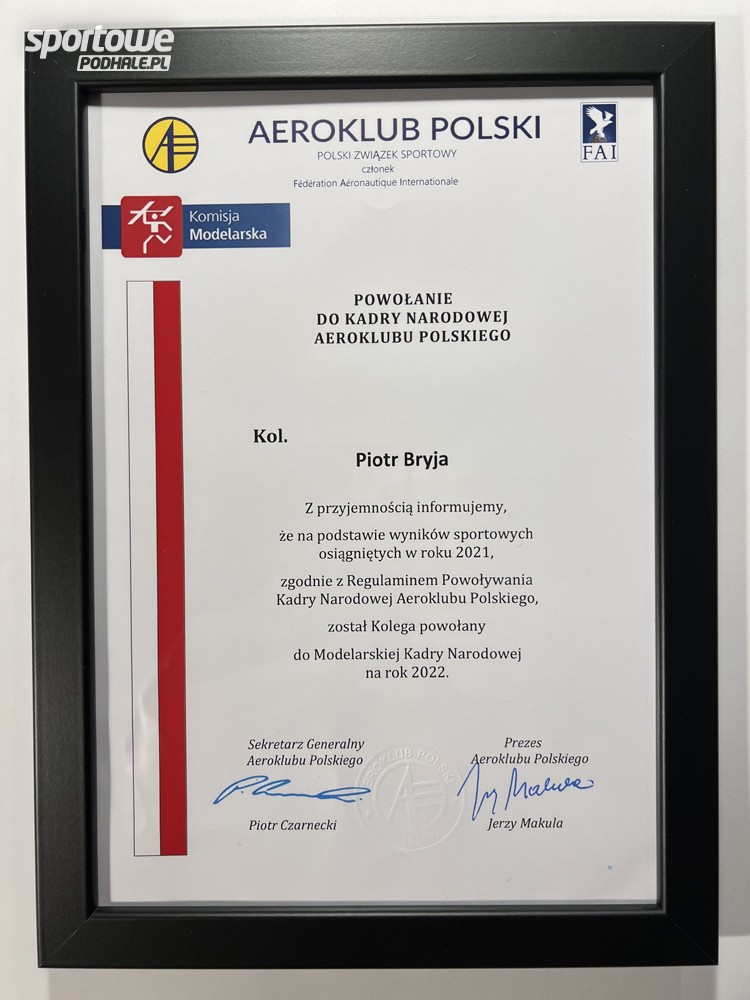 sportowe
PODHALE.PL
AEROKLUB POLSKI
POLSKI ZWIĄZEK SPORTOWY
członek
Fédération Aéronautique Internationale
FAI
Komisja
Modelarska
POWOŁANIE
DO KADRY NARODOWEJ
AEROKLUBU POLSKIEGO
Kol.
Piotr Bryja
Z przyjemnością informujemy,
że na podstawie wyników sportowych
osiągniętych w roku 2021,
zgodnie z Regulaminem Powoływania
Kadry Narodowej Aeroklubu Polskiego,
został Kolega powołany
do Modelarskiej Kadry Narodowej
na rok 2022.
Sekretarz Generalny
Aeroklubu Polskiego
Prezes
Aeroklubu Polskiego
AEROKLUB POLSKI
Piotr Czarnecki
Jerzy Makula